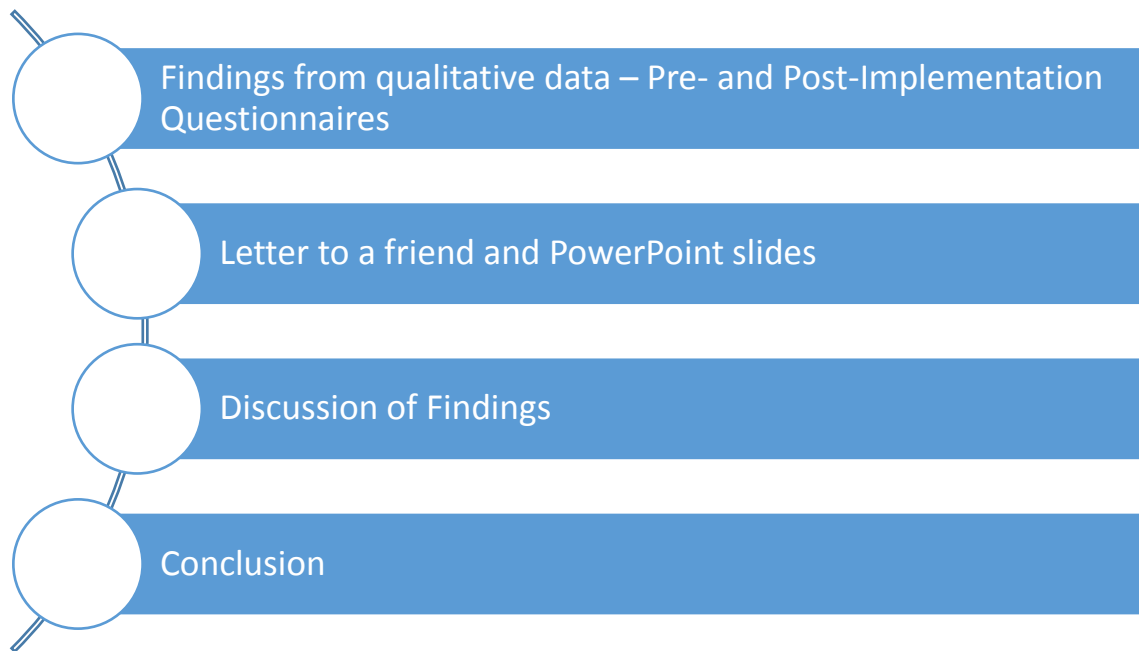 Findings from qualitative data – Pre- and Post-Implementation
Questionnaires
Letter to a friend and PowerPoint slides
Discussion of Findings
Conclusion